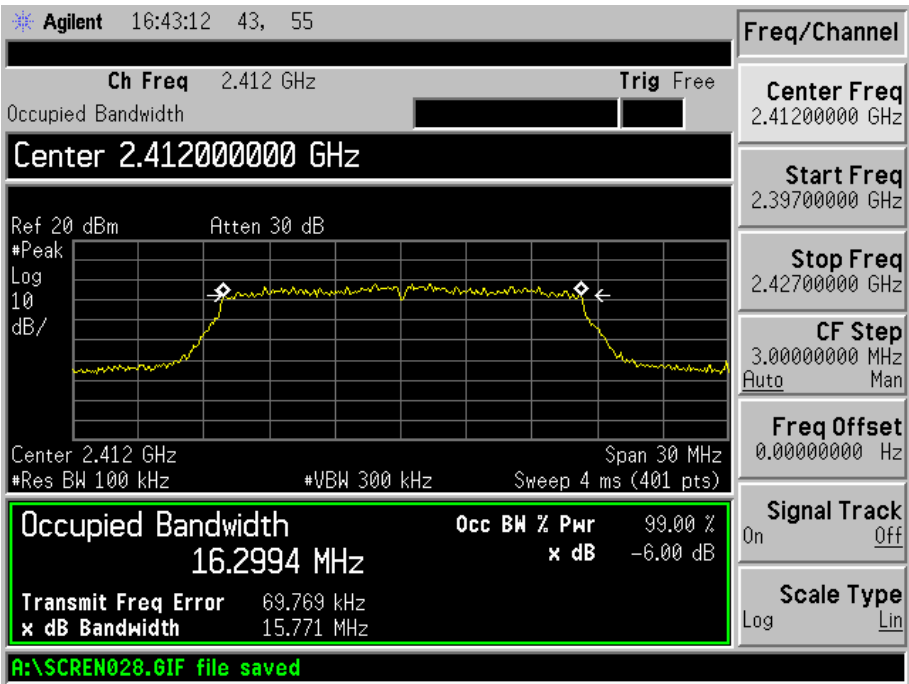 Agilent 16:43:12 43, 55
Freq/Channel
Ch Freq 2.412 GHz Trig Free
Occupied Bandwidth
Center 2.412000000 GHz
Ref 20 dBm Atten 30 dB
#Peak
Log
10
dB/
Center 2.412 GHz Span 30 MHz
#Res BW 100 kHz #VBW 300 kHz Sweep 4 ms (401 pts)
Occupied Bandwidth
16.2994 MHz
Occ BW % Pwr 99.00 %
x dB -6.00 dB
Transmit Freq Error 69.769 kHz
x dB Bandwidth 15.771 MHz
A:\SCREN028.GIF file saved
Center Freq
2.41200000 GHz
Start Freq
2.39700000 GHz
Stop Freq
2.42700000 GHz
CF Step
3.00000000 MHz
Auto Man
Freq Offset
0.00000000 Hz
Signal Track
On Off
Scale Type
Log Lin